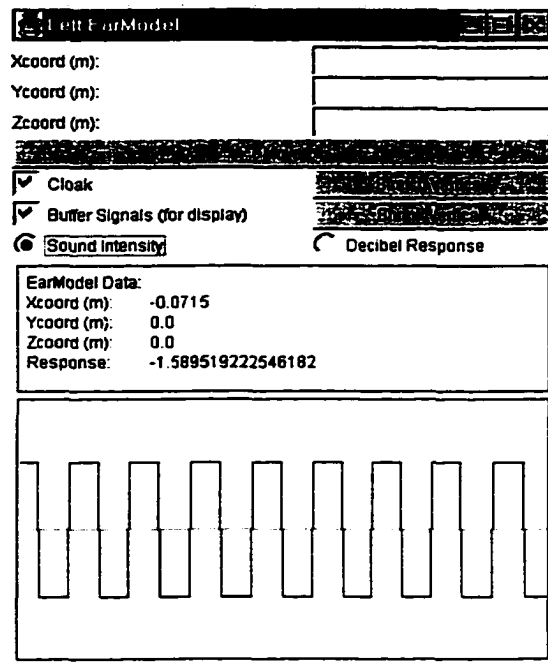 Left EarModel
Xcoord (m):
Ycoord (m):
Zcoord (m):
Cloak
Buffer Signals (for display)
Sound Intensity Decibel Response
EarModel Data:
Xcoord (m): -0.0715
Ycoord (m): 0.0
Zcoord (m): 0.0
Response: -1.589519222546182